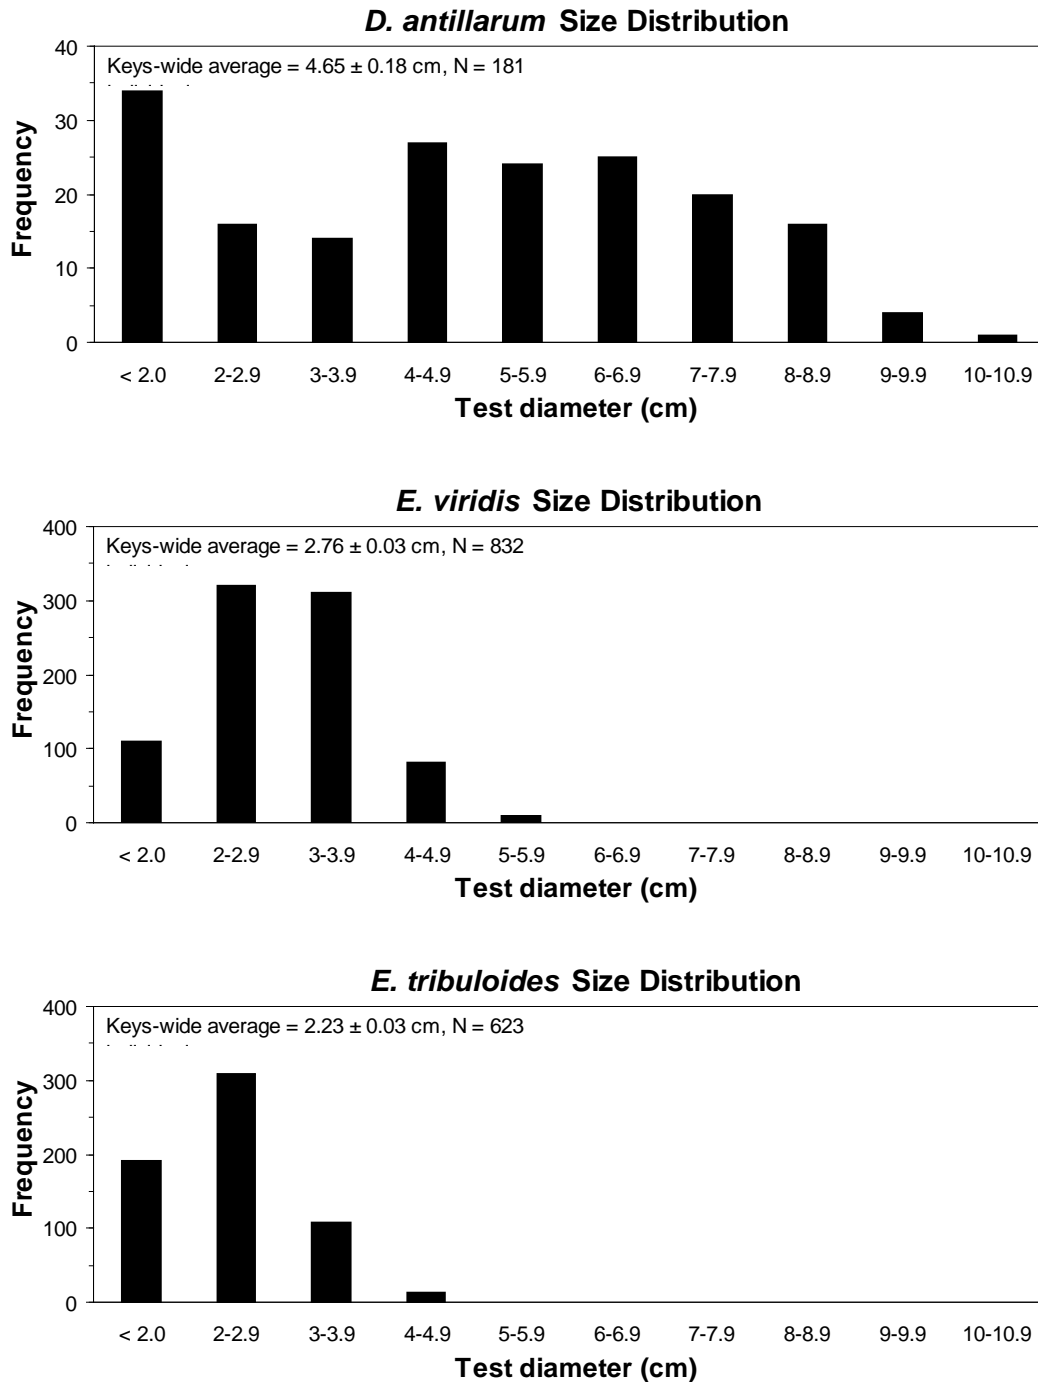 D. antillarum Size Distribution
Keys-wide average = 4.65 ± 0.18 cm, N = 181
40
30
20
10
0
Frequency
< 2.0 2-2.9 3-3.9 4-4.9 5-5.9 6-6.9 7-7.9 8-8.9 9-9.9 10-10.9
Test diameter (cm)
E. viridis Size Distribution
Keys-wide average = 2.76 ± 0.03 cm, N = 832
400
300
200
100
0
Frequency
< 2.0 2-2.9 3-3.9 4-4.9 5-5.9 6-6.9 7-7.9 8-8.9 9-9.9 10-10.9
Test diameter (cm)
E. tribuloides Size Distribution
Keys-wide average = 2.23 ± 0.03 cm, N = 623
400
300
200
100
0
Frequency
< 2.0 2-2.9 3-3.9 4-4.9 5-5.9 6-6.9 7-7.9 8-8.9 9-9.9 10-10.9
Test diameter (cm)